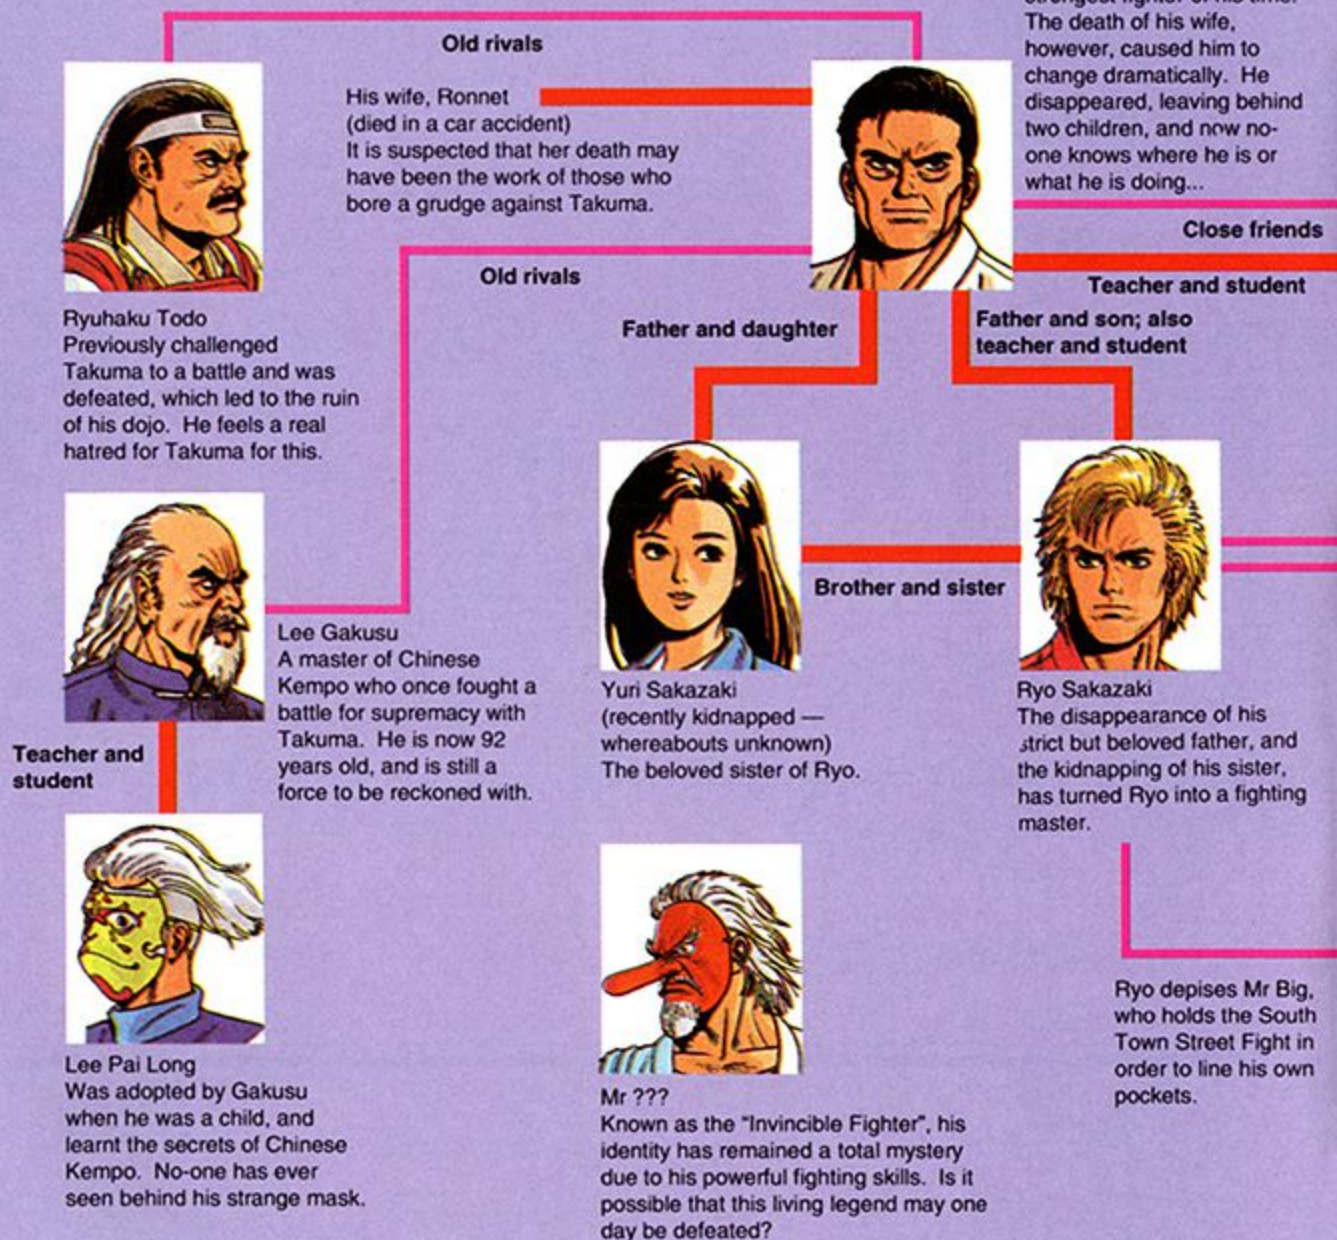 Old rivals
The death of his wife,
however, caused him to
change dramatically. He
disappeared, leaving behind
two children, and now no-
one knows where he is or
what he is doing...
His wife, Ronnet
(died in a car accident)
It is suspected that her death may
have been the work of those who
bore a grudge against Takuma.
Close friends
Teacher and student
Old rivals
Father and daughter
Father and son; also
teacher and student
Ryuhaku Todo
Previously challenged
Takuma to a battle and was
defeated, which led to the ruin
of his dojo. He feels a real
hatred for Takuma for this.
Brother and sister
Lee Gakusu
A master of Chinese
Kempo who once fought a
battle for supremacy with
Takuma. He is now 92
years old, and is still a
force to be reckoned with.
Yuri Sakazaki
(recently kidnapped —
whereabouts unknown)
The beloved sister of Ryo.
Ryo Sakazaki
The disappearance of his
strict but beloved father, and
the kidnapping of his sister,
has turned Ryo into a fighting
master.
Teacher and
student
Lee Pai Long
Was adopted by Gakusu
when he was a child, and
learnt the secrets of Chinese
Kempo. No-one has ever
seen behind his strange mask.
Mr ???
Known as the "Invincible Fighter", his
identity has remained a total mystery
due to his powerful fighting skills. Is it
possible that this living legend may one
day be defeated?
Ryo depises Mr Big,
who holds the South
Town Street Fight in
order to line his own
pockets.